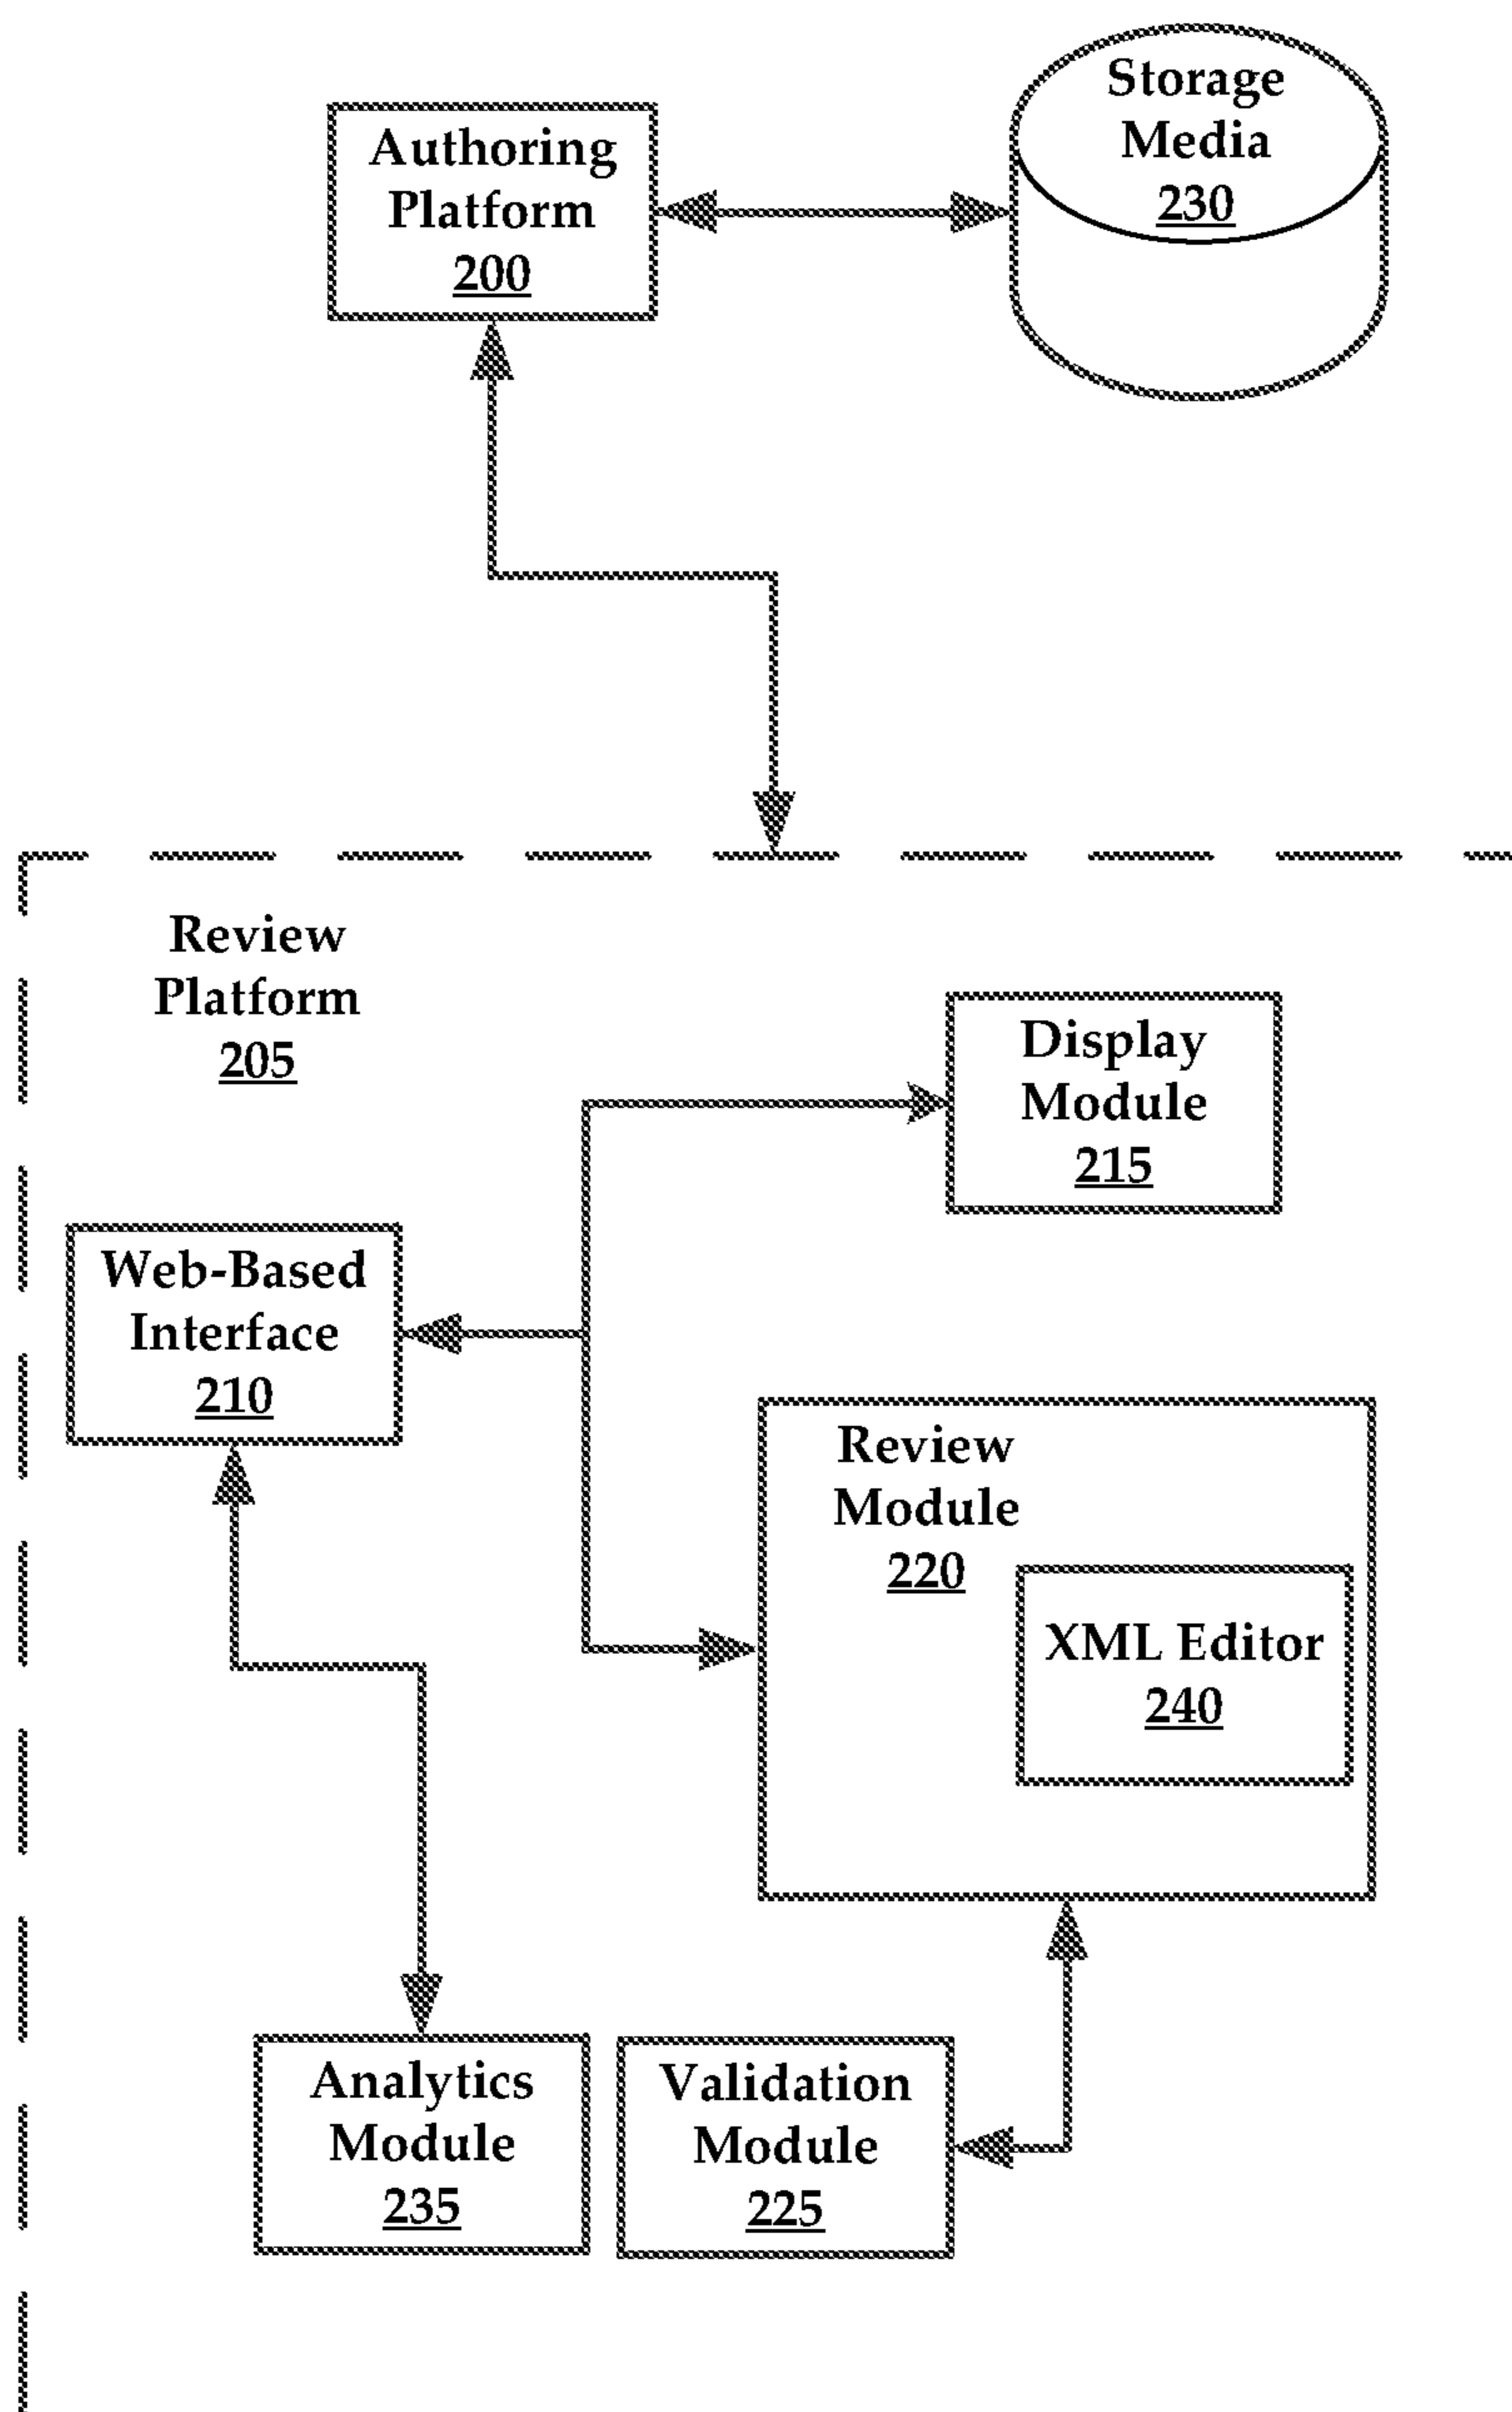 Authoring
Platform
200
Storage
Media
230
Review
Platform
205
Display
Module
215
Web-Based
Interface
210
Review
Module
220
XML Editor
240
Analytics
Module
235
Validation
Module
225